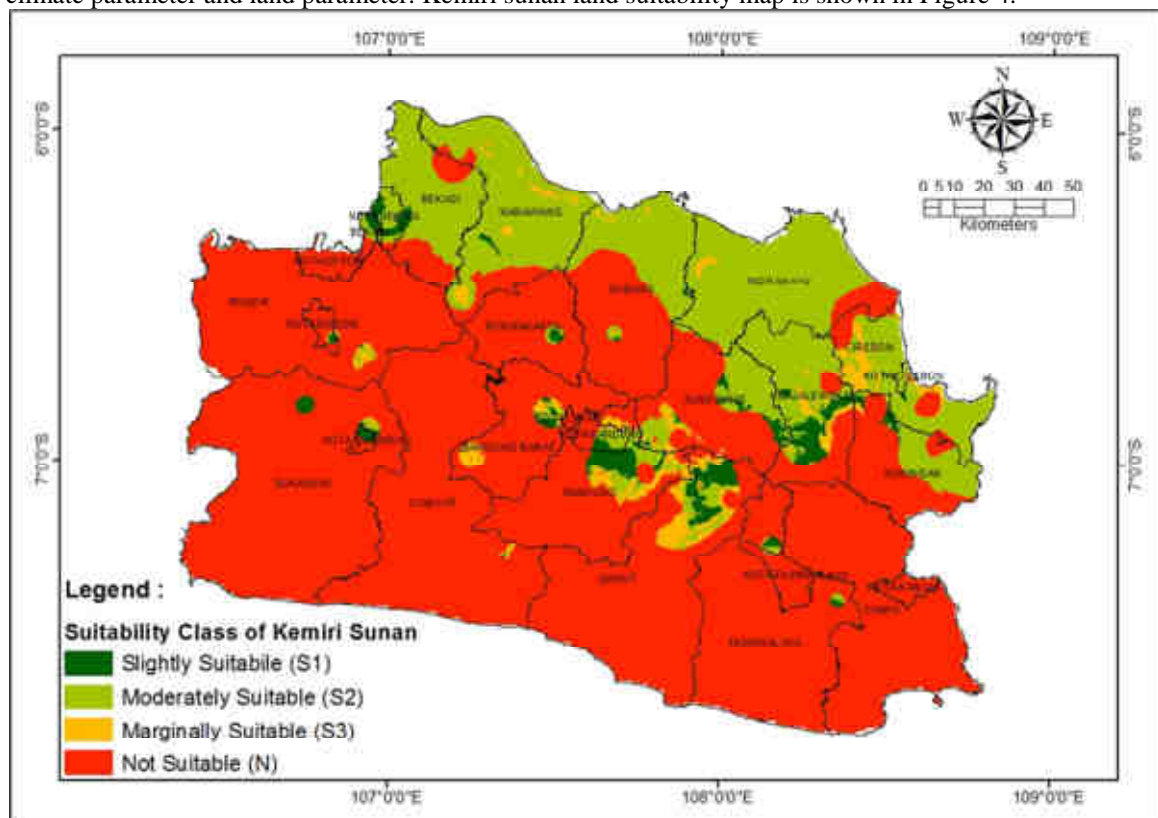 climate parameter and land parameter. Kemiri sunan land suitability map is shown in Figure 4.
107°0'0"E 108°0'0"E 109°0'0"E
N
W E
S
6°0'0"S 6°0'0"S
0 5 10 20 30 40 50
Kilometers
BEKASI
KARAWANG
INDRAMAYU
SUBANG
BOGOR
PURWAKARTA
CIREBON
SUMEDANG
MAJALENGKA
7°0'0"S 7°0'0"S
BANDUNG BARAT
KUNINGAN
SUKABUMI
CIANJUR
BANDUNG
GARUT
CIAMIS
TASIKMALAYA
Legend :
Suitability Class of Kemiri Sunan
Slightly Suitabile (S1)
Moderately Suitable (S2)
Marginally Suitable (S3)
Not Suitable (N)
107°0'0"E 108°0'0"E 109°0'0"E